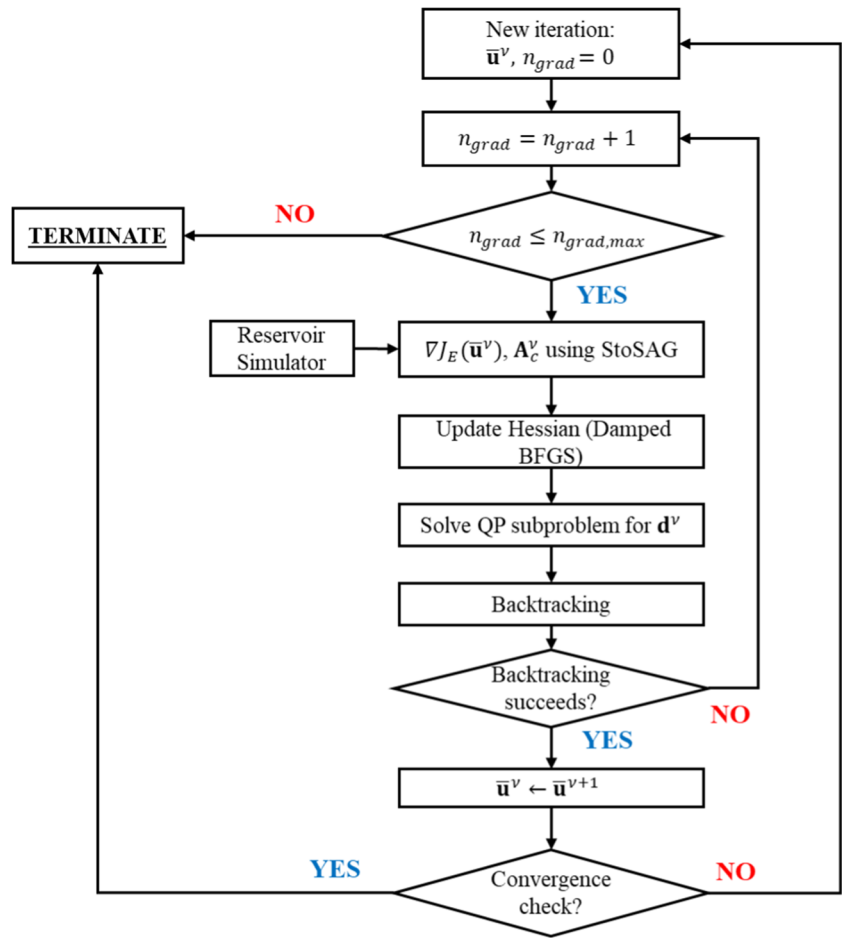 New iteration:
ū^ν, n_grad = 0
n_grad = n_grad + 1
NO
TERMINATE
n_grad ≤ n_grad,max
YES
Reservoir
Simulator
∇J_E(ū^ν), A_c^ν using StoSAG
Update Hessian (Damped
BFGS)
Solve QP subproblem for d^ν
Backtracking
Backtracking
succeeds?
NO
YES
ū^ν ← ū^{ν+1}
YES
NO
Convergence
check?